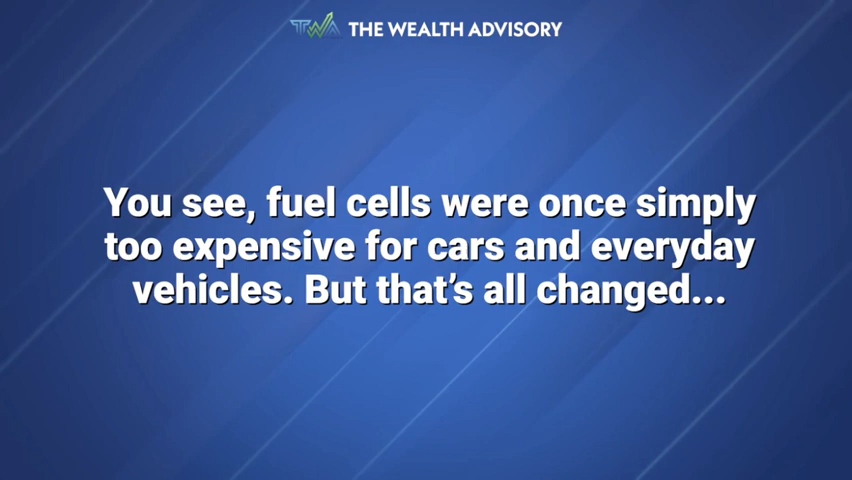 TWA THE WEALTH ADVISORY
You see, fuel cells were once simply
too expensive for cars and everyday
vehicles. But that’s all changed...